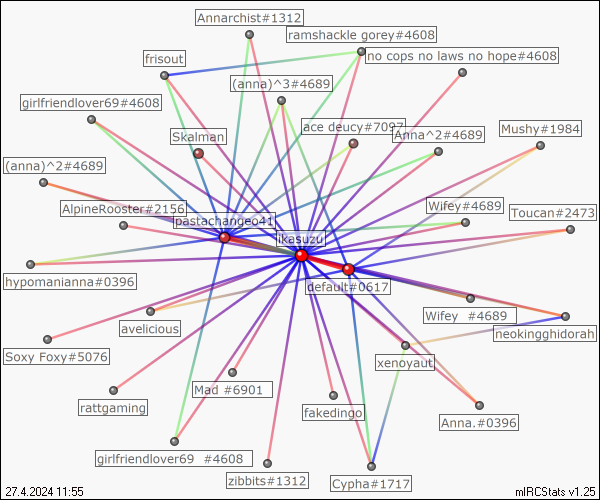 Annarchist#1312
ramshackle gorey#4608
frisout
no cops no laws no hope#4608
(anna)^3#4689
girlfriendlover69#4608
Skalman
ace deucy#7097
Anna^2#4689
Mushy#1984
(anna)^2#4689
AlpineRooster#2156
pastachangeo41
Wifey#4689
Toucan#2473
ikasuzu
hypomanianna#0396
default#0617
avelicious
Wifey #4689
neokingghidorah
Soxy Foxy#5076
xenoyaut
Mad #6901
rattgaming
fakedingo
Anna.#0396
girlfriendlover69 #4608
zibbits#1312
Cypha#1717
27.4.2024 11:55
mIRCStats v1.25